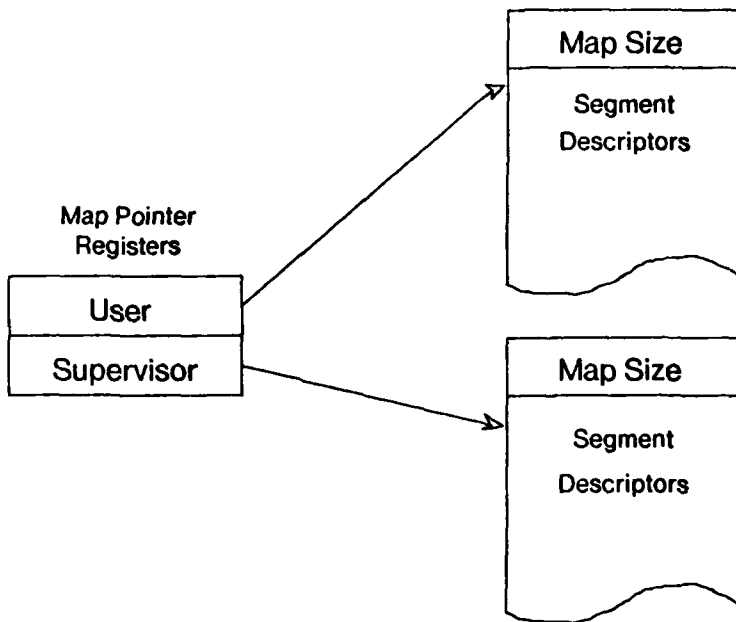 Map Size
Segment
Descriptors
Map Pointer
Registers
User
Supervisor
Map Size
Segment
Descriptors